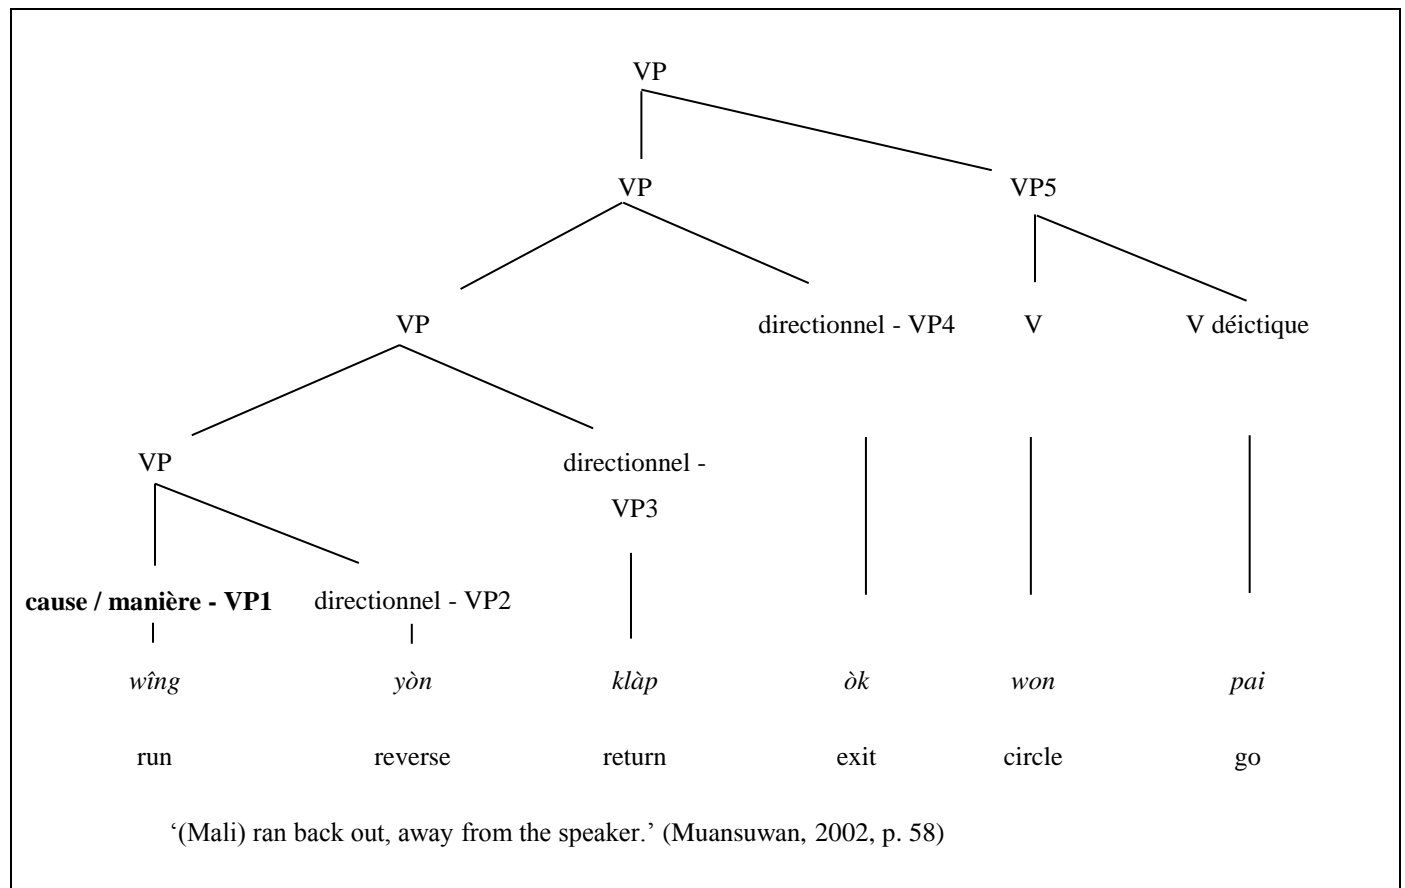 VP
VP VP5
VP directionnel - VP4 V V déictique
VP directionnel -
VP3
cause / manière - VP1 directionnel - VP2
wîng yòn klàp òk won pai
run reverse return exit circle go
‘(Mali) ran back out, away from the speaker.’ (Muansuwan, 2002, p. 58)